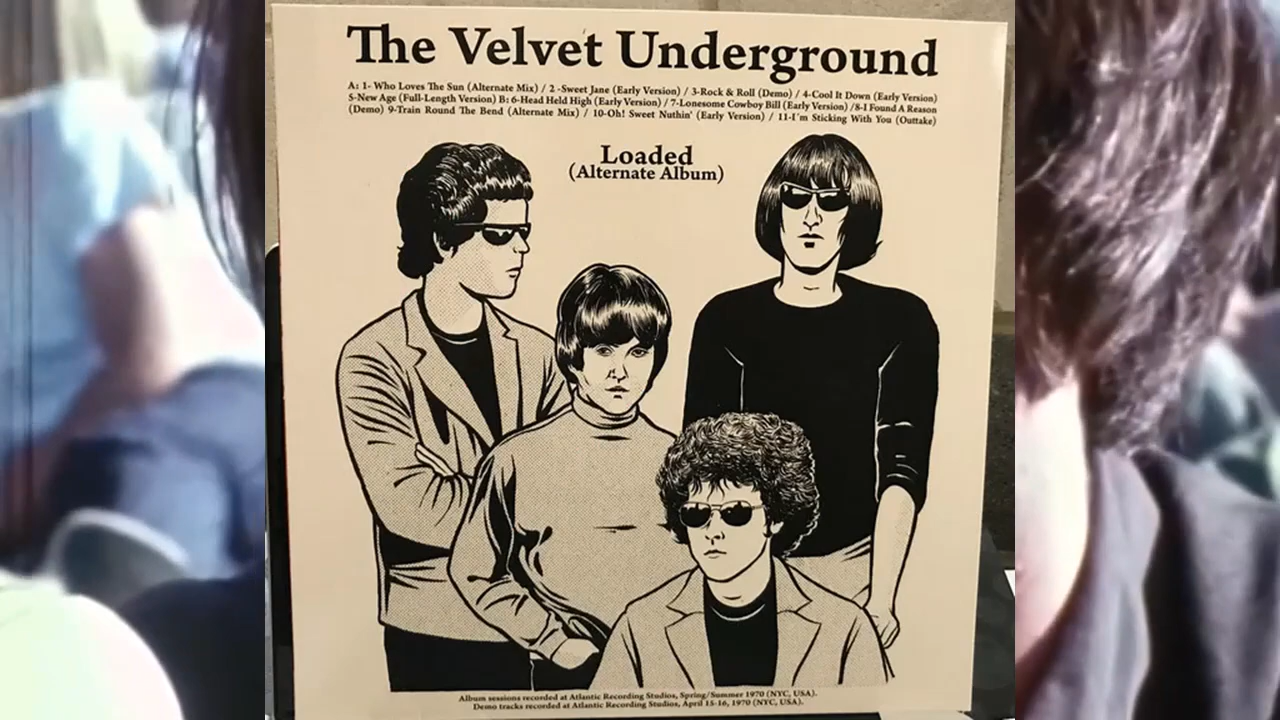 The Velvet Underground
A: 1- Who Loves The Sun (Alternate Mix) / 2 -Sweet Jane (Early Version) / 3-Rock & Roll (Demo) / 4-Cool It Down (Early Version)
5-New Age (Full-Length Version) B: 6-Head Held High (Early Version) / 7-Lonesome Cowboy Bill (Early Version) /8-I Found A Reason
(Demo) 9-Train Round The Bend (Alternate Mix) / 10-Oh! Sweet Nuthin' (Early Version) / 11-I´m Sticking With You (Outtake)
Loaded
(Alternate Album)
Album sessions recorded at Atlantic Recording Studios, Spring/Summer 1970 (NYC, USA).
Demo tracks recorded at Atlantic Recording Studios, April 15-16, 1970 (NYC, USA).